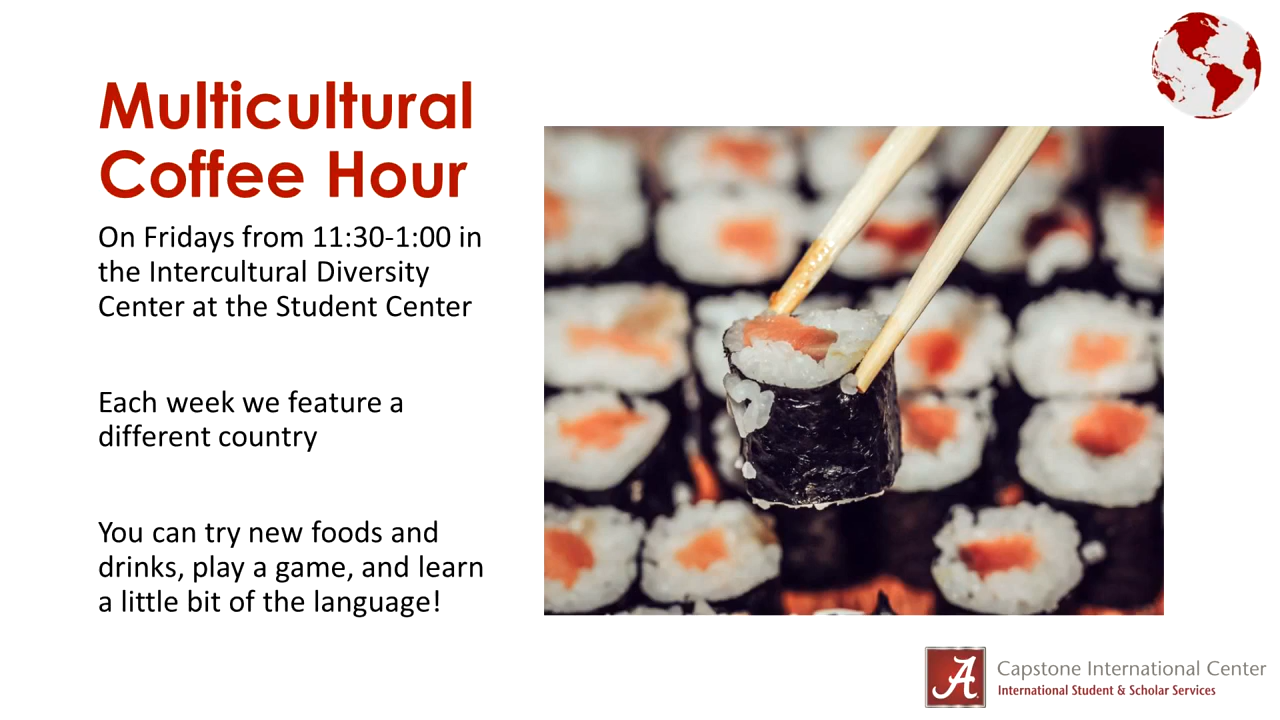 Multicultural
Coffee Hour
On Fridays from 11:30-1:00 in
the Intercultural Diversity
Center at the Student Center
Each week we feature a
different country
You can try new foods and
drinks, play a game, and learn
a little bit of the language!
A
Capstone International Center
International Student & Scholar Services